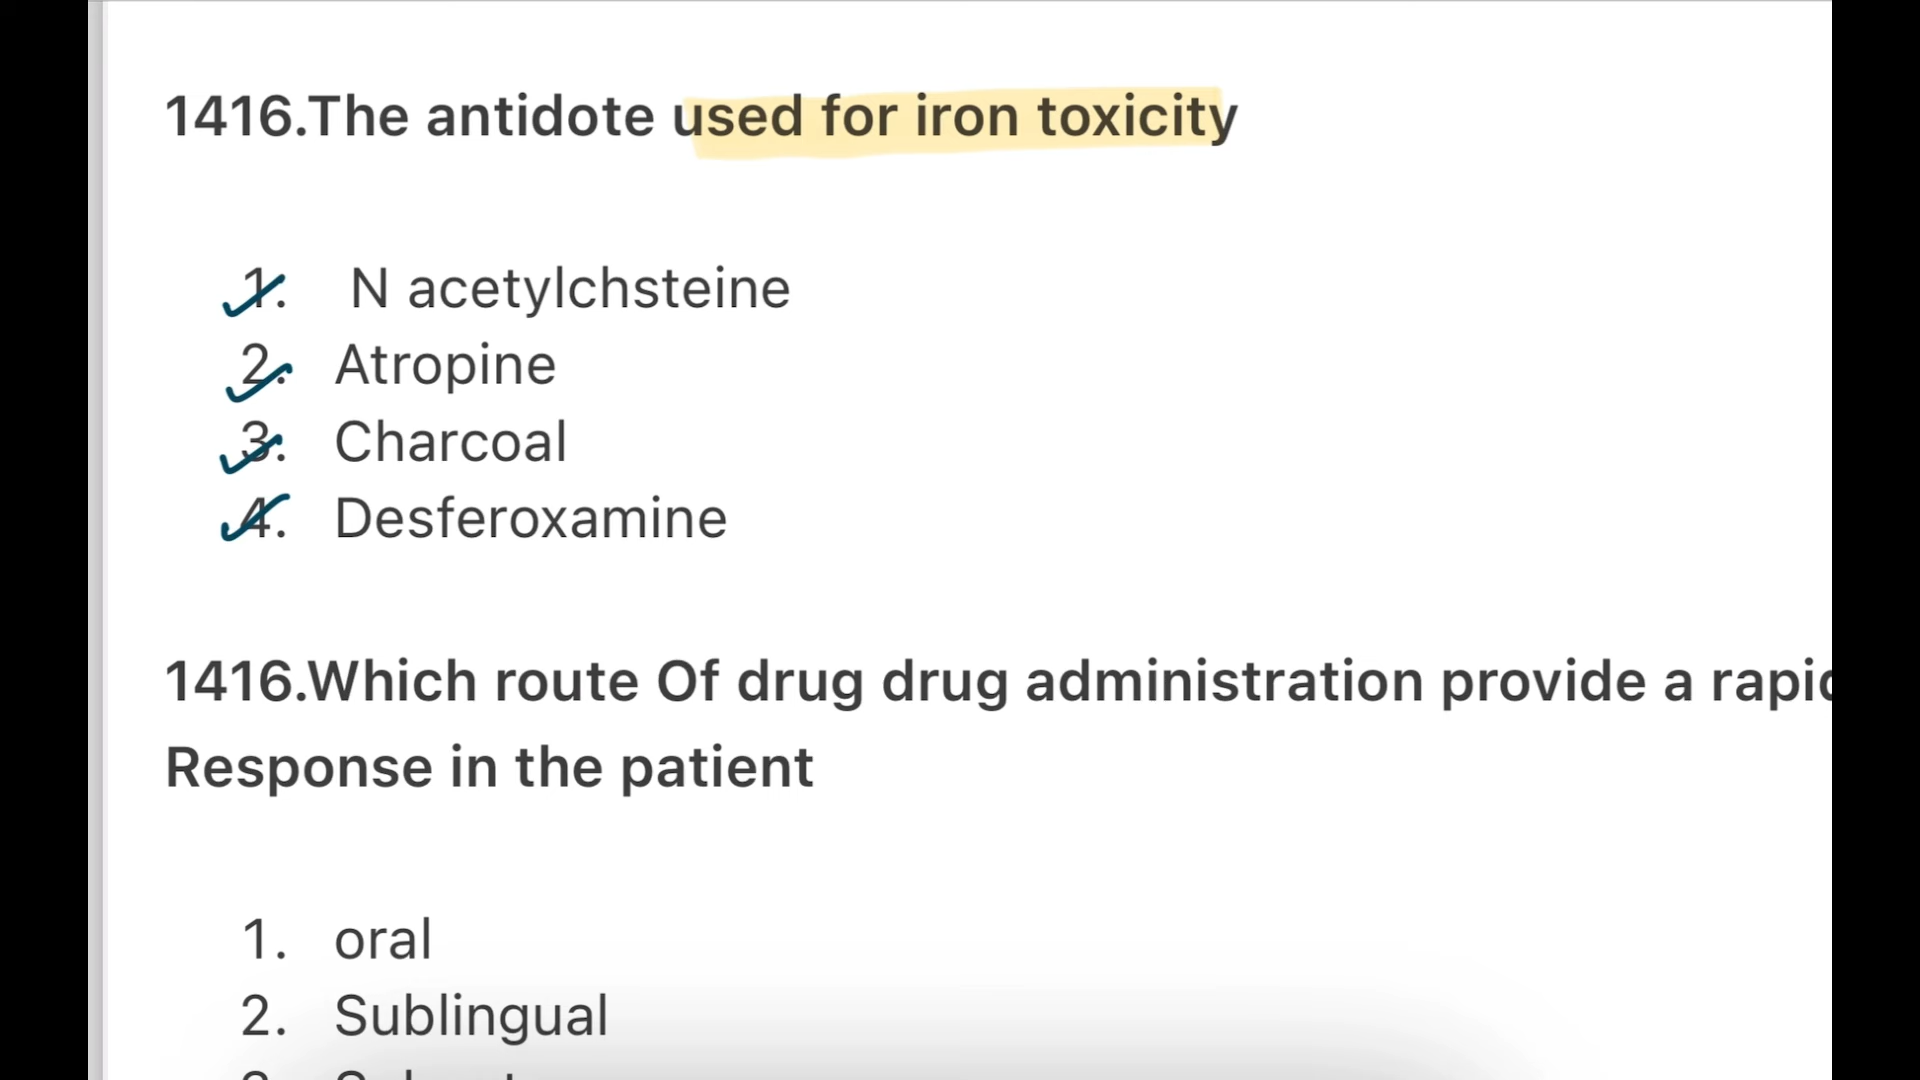 1416.The antidote used for iron toxicity
1. N acetylchsteine
2. Atropine
3. Charcoal
4. Desferoxamine
1416.Which route Of drug drug administration provide a
Response in the patient
1. oral
2. Sublingual